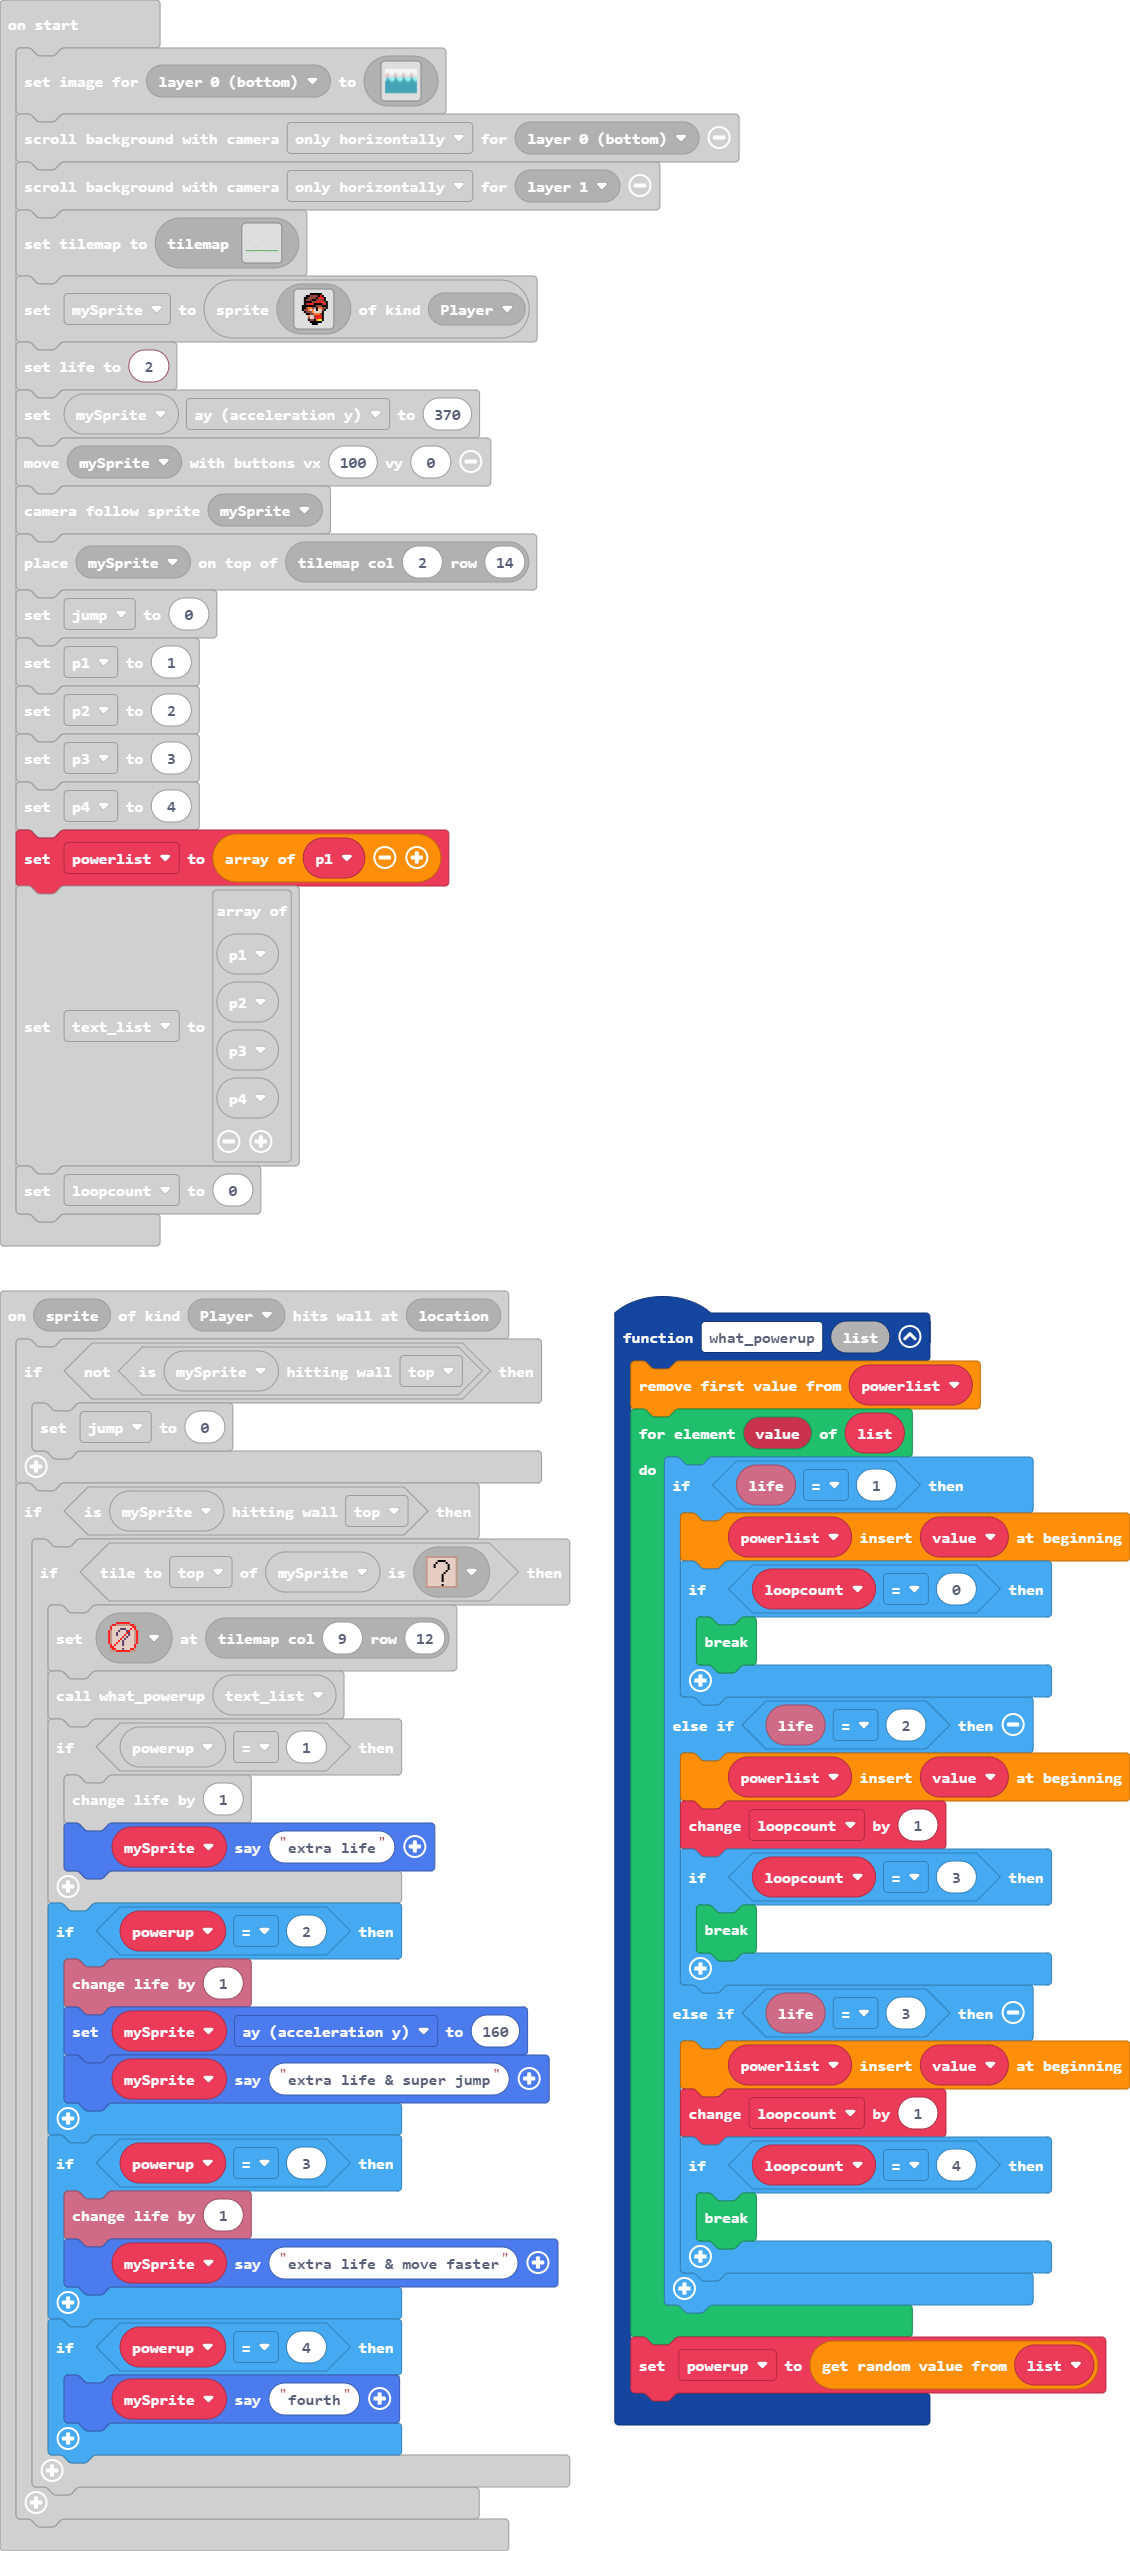 on start
set image for layer 0 (bottom) to
scroll background with camera only horizontally for layer 0 (bottom)
scroll background with camera only horizontally for layer 1
set tilemap to tilemap
set mySprite to sprite of kind Player
set life to 2
set mySprite ay (acceleration y) to 370
move mySprite with buttons vx 100 vy 0
camera follow sprite mySprite
place mySprite on top of tilemap col 2 row 14
set jump to 0
set p1 to 1
set p2 to 2
set p3 to 3
set p4 to 4
set powerlist to array of p1
set text_list to array of
p1
p2
p3
p4
set loopcount to 0
on sprite of kind Player hits wall at location
if not is mySprite hitting wall top then
set jump to 0
if is mySprite hitting wall top then
if tile to top of mySprite is ? then
set ? at tilemap col 9 row 12
call what_powerup text_list
if powerup = 1 then
change life by 1
mySprite say "extra life"
if powerup = 2 then
change life by 1
set mySprite ay (acceleration y) to 160
mySprite say "extra life & super jump"
if powerup = 3 then
change life by 1
mySprite say "extra life & move faster"
if powerup = 4 then
mySprite say "fourth"
function what_powerup list
remove first value from powerlist
for element value of list
do
if life = 1 then
powerlist insert value at beginning
if loopcount = 0 then
break
else if life = 2 then
powerlist insert value at beginning
change loopcount by 1
if loopcount = 3 then
break
else if life = 3 then
powerlist insert value at beginning
change loopcount by 1
if loopcount = 4 then
break
set powerup to get random value from list